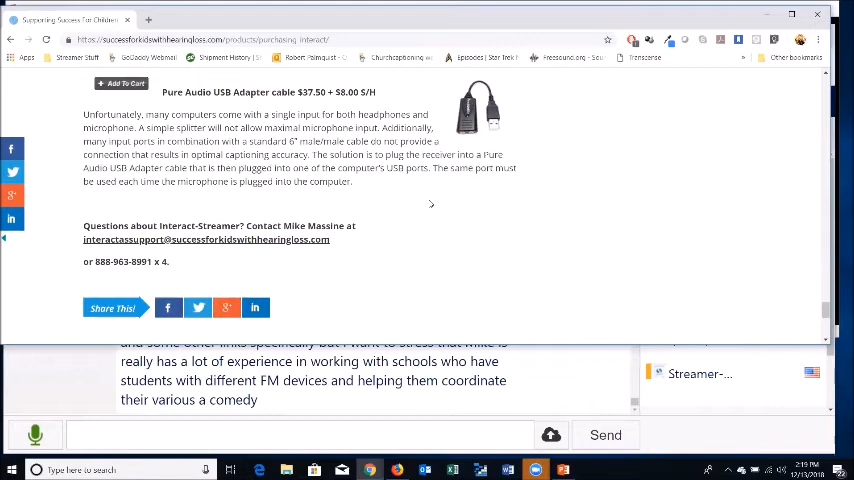 Supporting Success For Children
https://successforkidswithhearingloss.com/products/purchasing interact/
Apps
Streamer Stuff
GoDaddy Webmail
Shipment History | S
Robert Palmquist: G
Churchcaptioning we
Episodes | Star Trek
Freesound.org - Soun
Transcense
»
Other bookmarks
+ Add To Cart
Pure Audio USB Adapter cable $37.50 + $8.00 S/H
Unfortunately, many computers come with a single input for both headphones and
microphone. A simple splitter will not allow maximal microphone input. Additionally,
many input ports in combination with a standard 6” male/male cable do not provide a
connection that results in optimal captioning accuracy. The solution is to plug the receiver into a Pure
Audio USB Adapter cable that is then plugged into one of the computer's USB ports. The same port must
be used each time the microphone is plugged into the computer.
Questions about Interact-Streamer? Contact Mike Massine at
interactassupport@successforkidswithhearingloss.com
or 888-963-8991 x 4.
Share This!
and some other links specifically but I want to stress that Mike is
really has a lot of experience in working with schools who have
students with different FM devices and helping them coordinate
their various a comedy
Streamer-...
Send
Type here to search
2:19 PM
12/13/2018
22